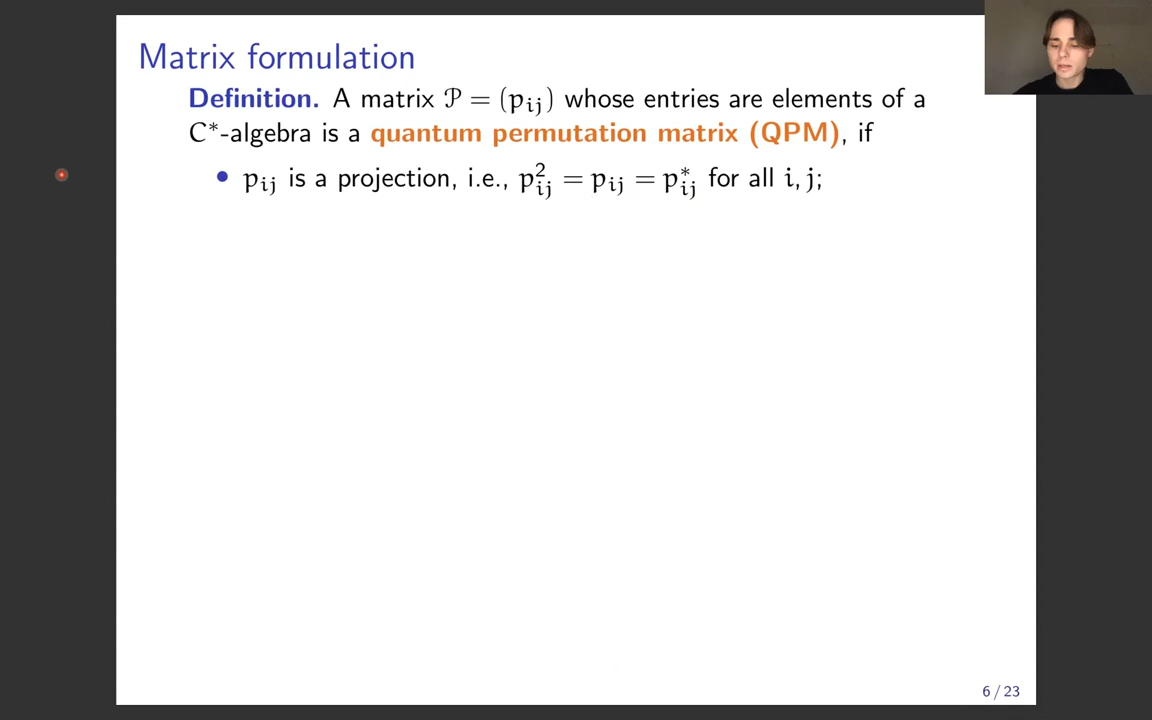 Matrix formulation
Definition. A matrix 𝒫 = (pᵢⱼ) whose entries are elements of a
C*-algebra is a quantum permutation matrix (QPM), if
• pᵢⱼ is a projection, i.e., pᵢⱼ² = pᵢⱼ = pᵢⱼ* for all i, j;
6 / 23